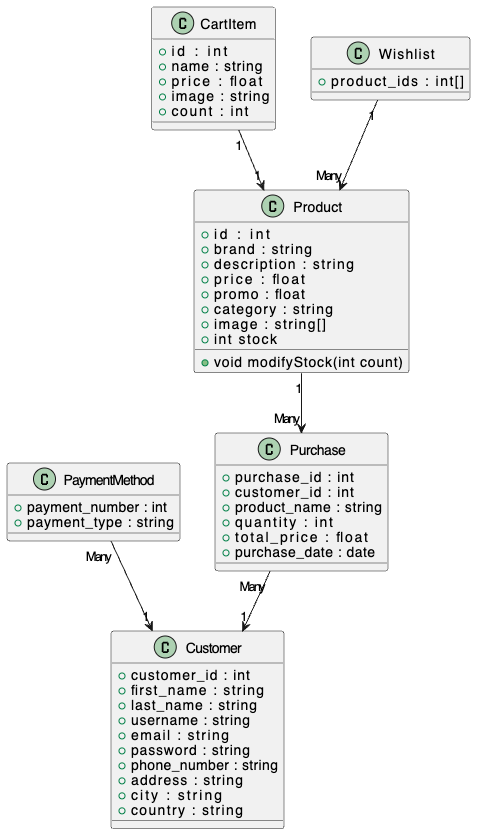 C CartItem
id : int
name : string
price : float
image : string
count : int
C Wishlist
product_ids : int[]
1
1
1
Many
C Product
id : int
brand : string
description : string
price : float
promo : float
category : string
image : string[]
int stock
void modifyStock(int count)
1
Many
C Purchase
purchase_id : int
customer_id : int
product_name : string
quantity : int
total_price : float
purchase_date : date
C PaymentMethod
payment_number : int
payment_type : string
Many
1
Many
1
C Customer
customer_id : int
first_name : string
last_name : string
username : string
email : string
password : string
phone_number : string
address : string
city : string
country : string